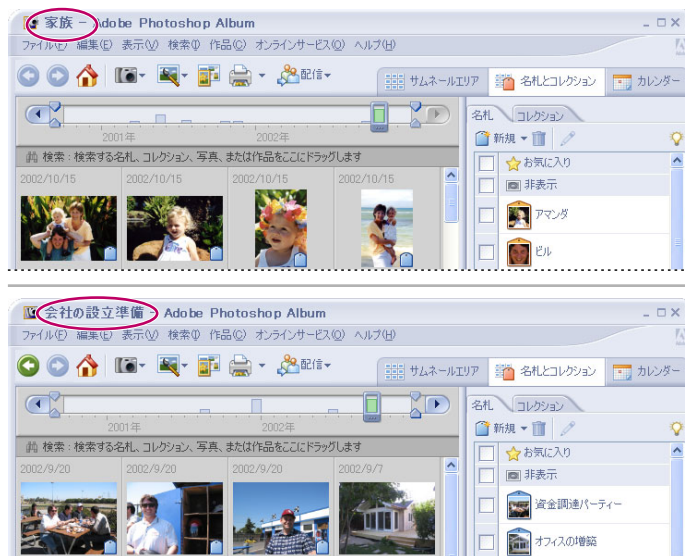 家族 - Adobe Photoshop Album
ファイル(F) 編集(E) 表示(V) 検索(I) 作品(C) オンラインサービス(O) ヘルプ(H)
配信 サムネールエリア 名札とコレクション カレンダー
名札 コレクション
2001年 2002年
新規
検索 : 検索する名札、コレクション、写真、または作品をここにドラッグします
お気に入り
2002/10/15 2002/10/15 2002/10/15 2002/10/15
非表示
アマンダ
ビル
会社の設立準備 - Adobe Photoshop Album
ファイル(F) 編集(E) 表示(V) 検索(I) 作品(C) オンラインサービス(O) ヘルプ(H)
配信 サムネールエリア 名札とコレクション カレンダー
名札 コレクション
2001年 2002年
新規
検索 : 検索する名札、コレクション、写真、または作品をここにドラッグします
お気に入り
2002/9/20 2002/9/20 2002/9/20 2002/9/7
非表示
資金調達パーティー
オフィスの増築